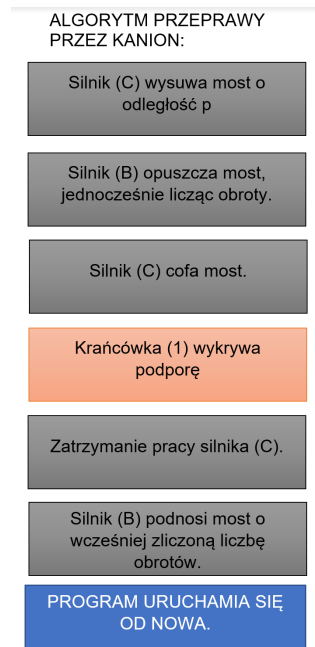 ALGORYTM PRZEPRAWY
PRZEZ KANION:
Silnik (C) wysuwa most o
odległość p
Silnik (B) opuszcza most,
jednocześnie licząc obroty.
Silnik (C) cofa most.
Krańcówka (1) wykrywa
podporę
Zatrzymanie pracy silnika (C).
Silnik (B) podnosi most o
wcześniej zliczoną liczbę
obrotów.
PROGRAM URUCHAMIA SIĘ
OD NOWA.